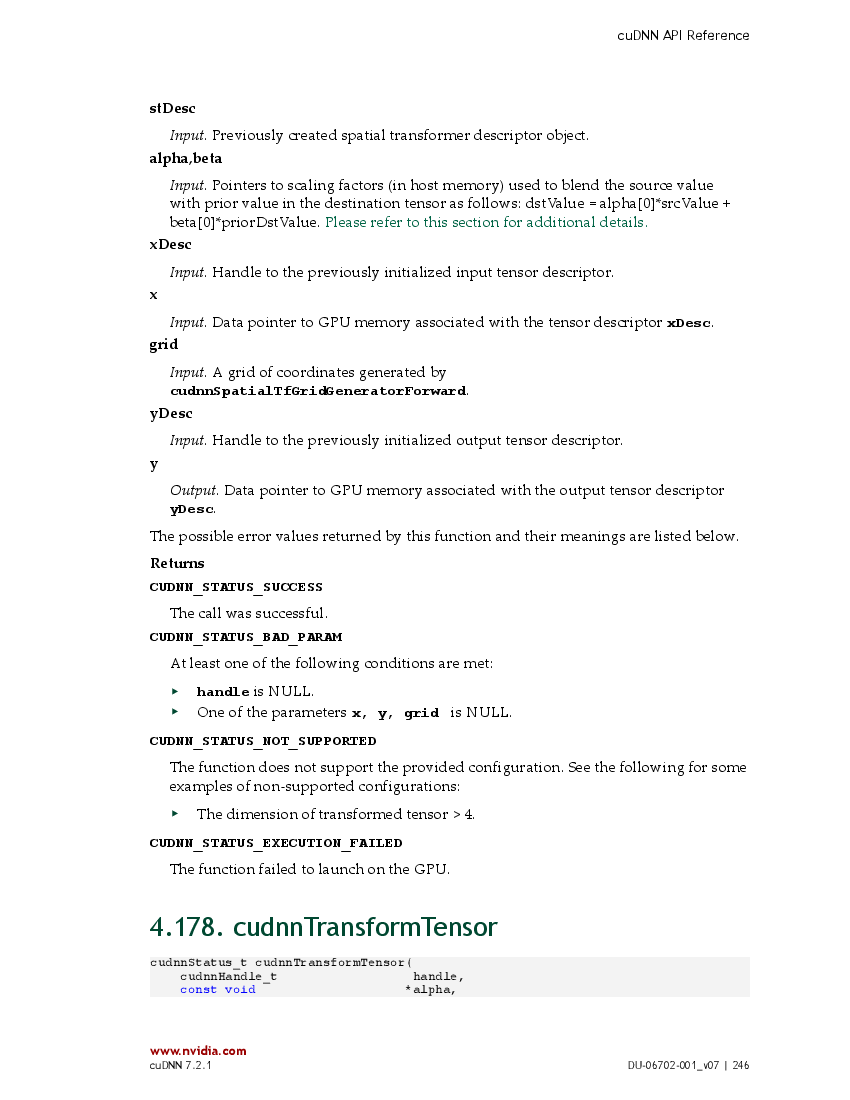 cuDNN API Reference
stDesc
Input. Previously created spatial transformer descriptor object.
alpha,beta
Input. Pointers to scaling factors (in host memory) used to blend the source value
with prior value in the destination tensor as follows: dstValue = alpha[0]*srcValue +
beta[0]*priorDstValue. Please refer to this section for additional details.
xDesc
Input. Handle to the previously initialized input tensor descriptor.
x
Input. Data pointer to GPU memory associated with the tensor descriptor xDesc.
grid
Input. A grid of coordinates generated by
cudnnSpatialTfGridGeneratorForward.
yDesc
Input. Handle to the previously initialized output tensor descriptor.
y
Output. Data pointer to GPU memory associated with the output tensor descriptor
yDesc.
The possible error values returned by this function and their meanings are listed below.
Returns
CUDNN_STATUS_SUCCESS
The call was successful.
CUDNN_STATUS_BAD_PARAM
At least one of the following conditions are met:
▸ handle is NULL.
▸ One of the parameters x, y, grid is NULL.
CUDNN_STATUS_NOT_SUPPORTED
The function does not support the provided configuration. See the following for some
examples of non-supported configurations:
▸ The dimension of transformed tensor > 4.
CUDNN_STATUS_EXECUTION_FAILED
The function failed to launch on the GPU.
4.178. cudnnTransformTensor
cudnnStatus_t cudnnTransformTensor(
cudnnHandle_t handle,
const void *alpha,
www.nvidia.com
cuDNN 7.2.1 DU-06702-001_v07 | 246